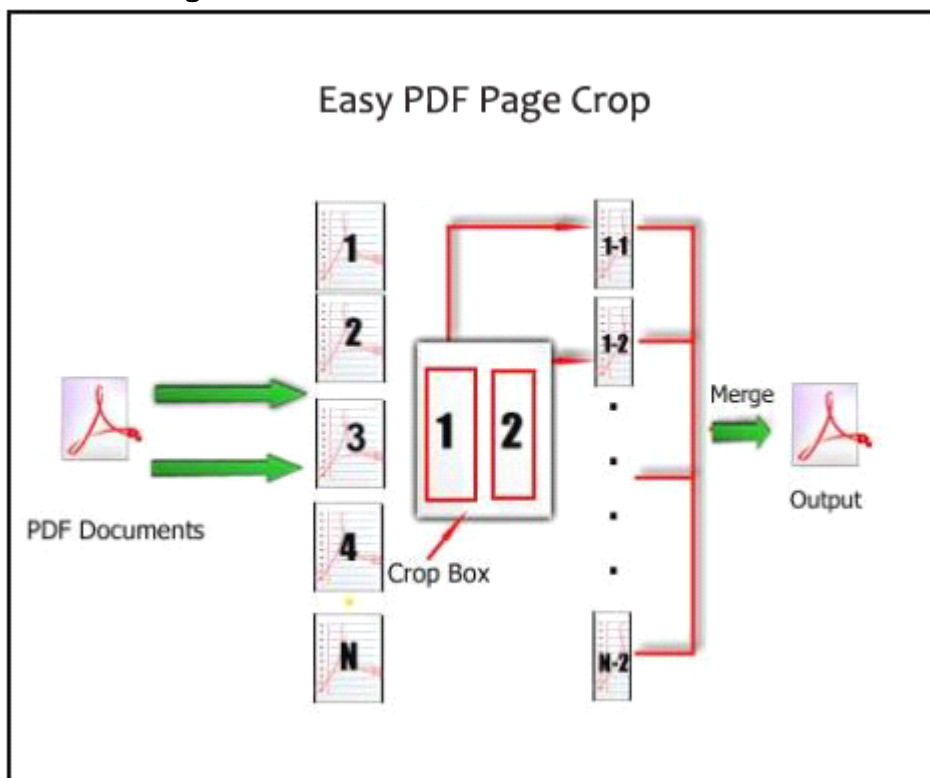 Easy PDF Page Crop
1
2
3
4
N
PDF Documents
1
2
Crop Box
1-1
1-2
N-2
Merge
Output